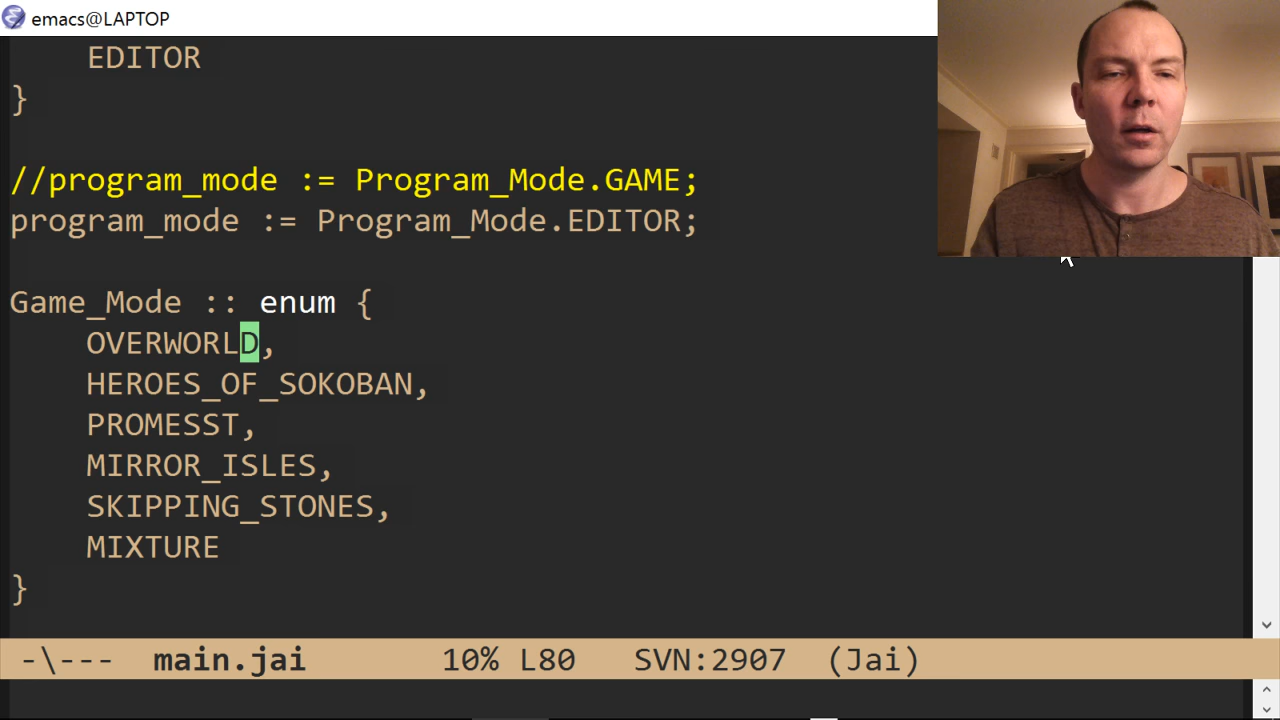 emacs@LAPTOP
EDITOR
}
//program_mode := Program_Mode.GAME;
program_mode := Program_Mode.EDITOR;
Game_Mode :: enum {
OVERWORLD,
HEROES_OF_SOKOBAN,
PROMESST,
MIRROR_ISLES,
SKIPPING_STONES,
MIXTURE
}
-\--- main.jai 10% L80 SVN:2907 (Jai)